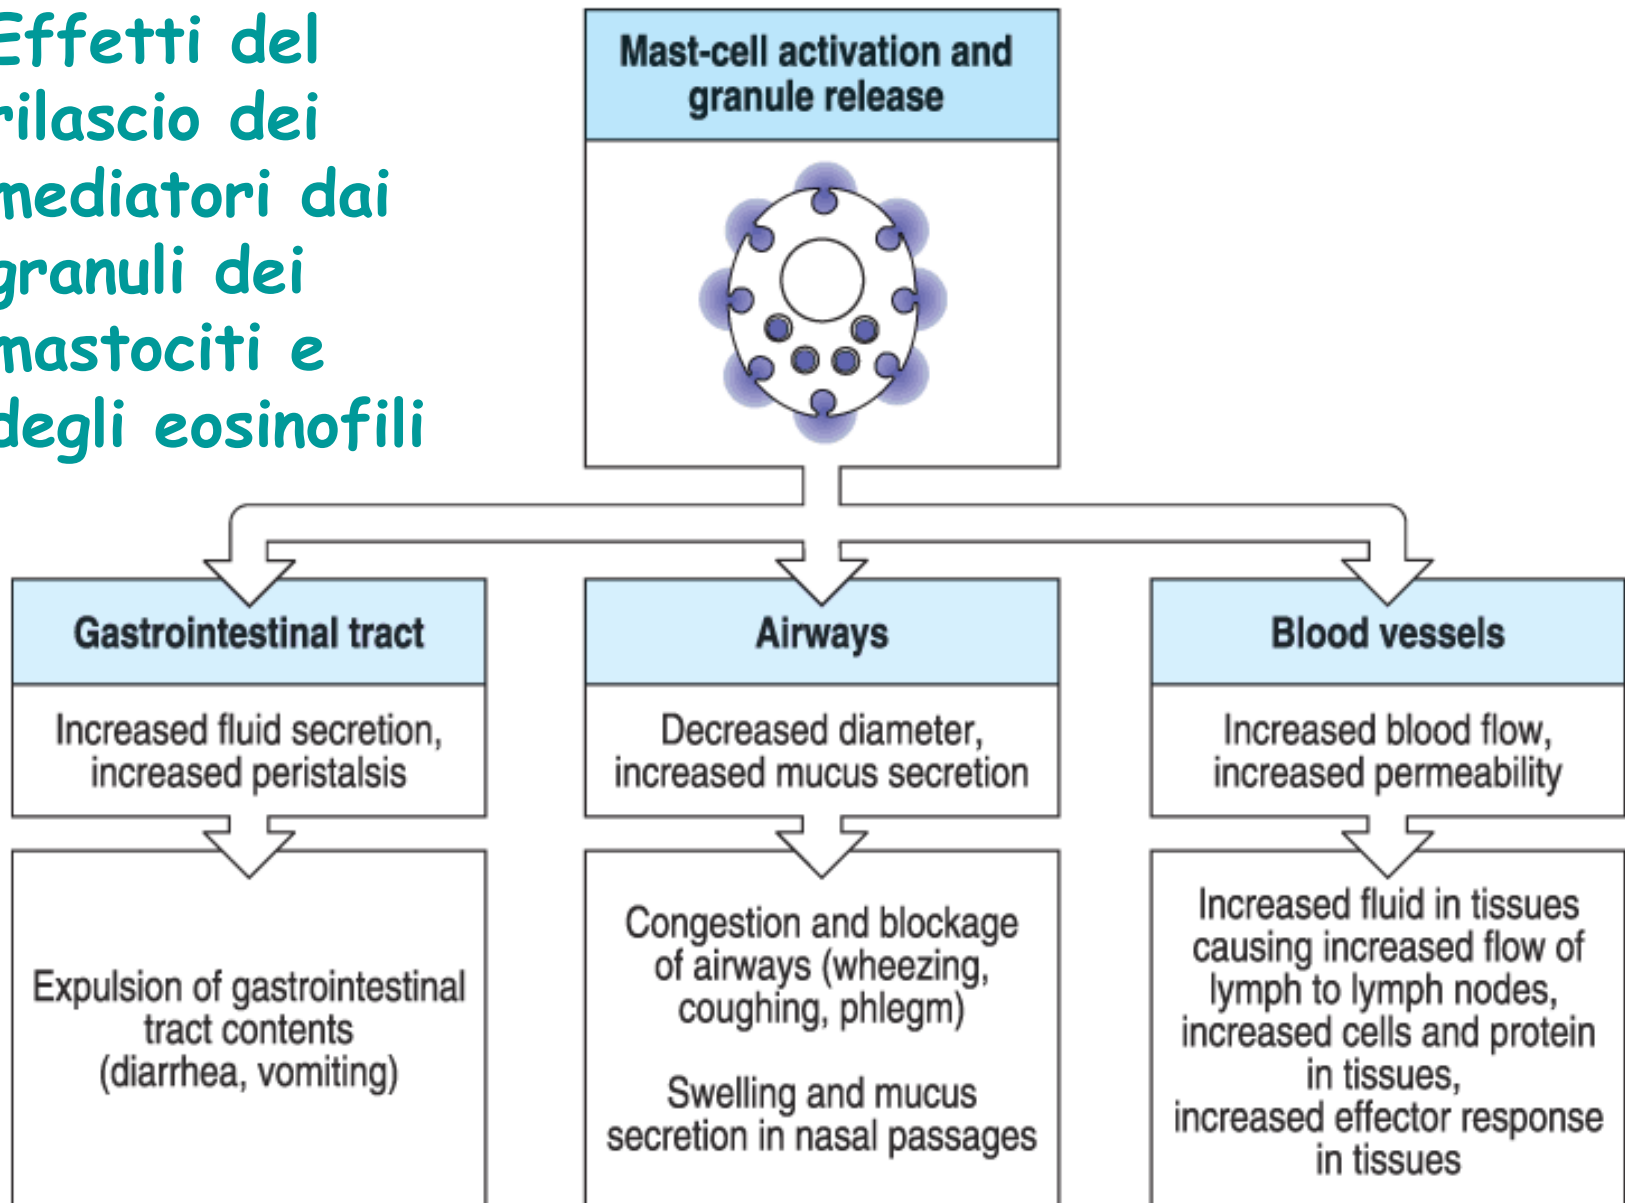 Effetti del
rilascio dei
mediatori dai
granuli dei
mastociti e
degli eosinofili
Mast-cell activation and
granule release
Gastrointestinal tract
Increased fluid secretion,
increased peristalsis
Expulsion of gastrointestinal
tract contents
(diarrhea, vomiting)
Airways
Decreased diameter,
increased mucus secretion
Congestion and blockage
of airways (wheezing,
coughing, phlegm)
Swelling and mucus
secretion in nasal passages
Blood vessels
Increased blood flow,
increased permeability
Increased fluid in tissues
causing increased flow of
lymph to lymph nodes,
increased cells and protein
in tissues,
increased effector response
in tissues